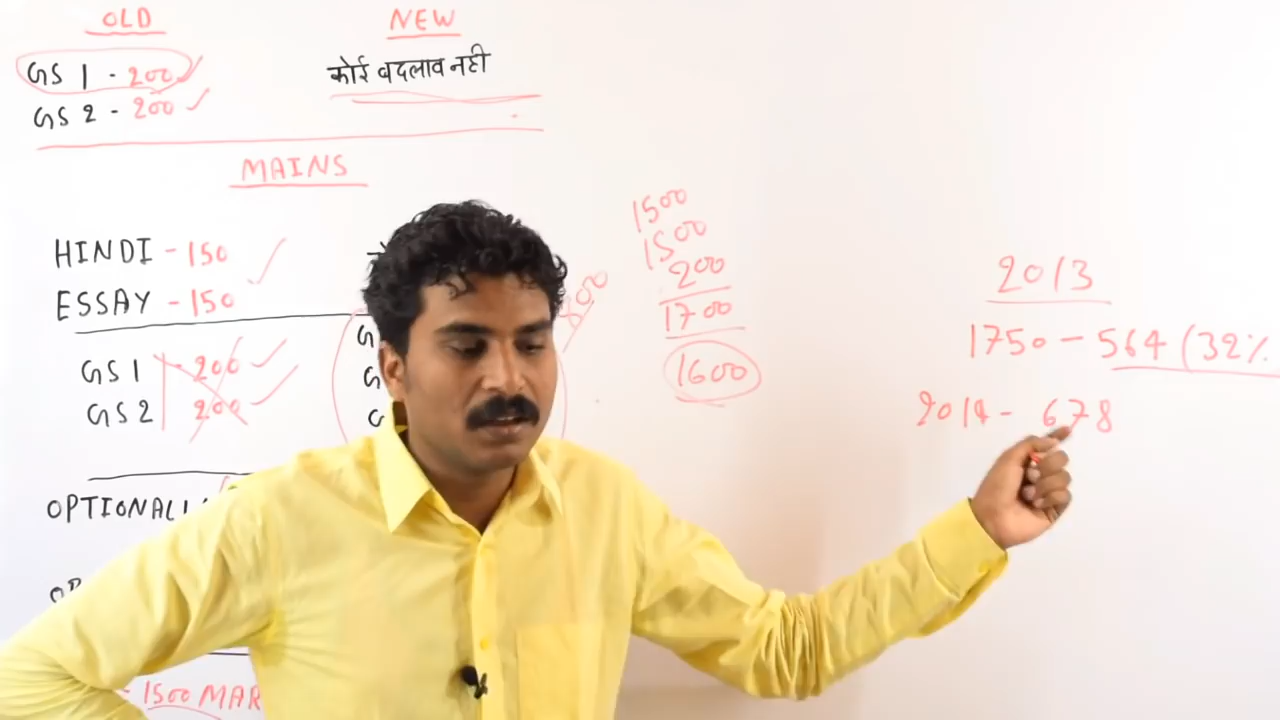 OLD
NEW
GS 1 - 200
कोई बदलाव नही
GS 2 - 200
MAINS
HINDI - 150
ESSAY - 150
GS 1 - 200
GS 2 200
OPTIONAL
1500 MAR
1500
1500
200
1700
1600
2013
1750 - 564 (32%
2014 - 678